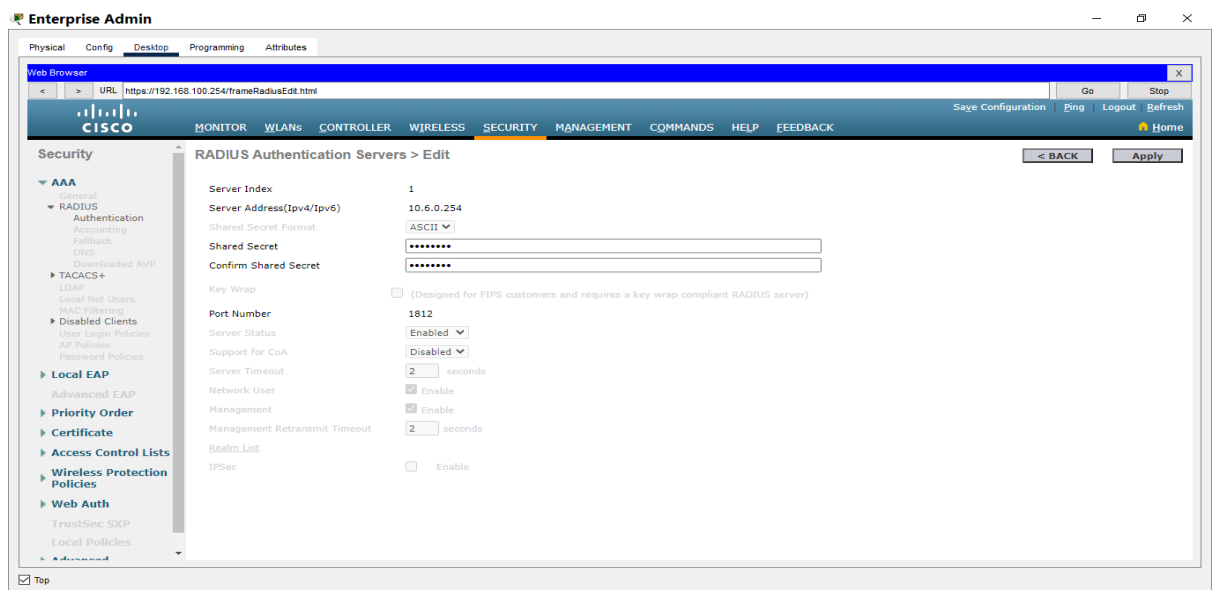 Enterprise Admin
Physical Config Desktop Programming Attributes
Web Browser X
< > URL https://192.168.100.254/frameRadiusEdit.html Go Stop
Save Configuration | Ping | Logout | Refresh
CISCO MONITOR WLANs CONTROLLER WIRELESS SECURITY MANAGEMENT COMMANDS HELP FEEDBACK Home
Security
AAA
General
RADIUS
Authentication
Accounting
Fallback
DNS
Downloaded AVP
TACACS+
LDAP
Local Net Users
MAC Filtering
Disabled Clients
User Login Policies
AP Policies
Password Policies
Local EAP
Advanced EAP
Priority Order
Certificate
Access Control Lists
Wireless Protection
Policies
Web Auth
TrustSec SXP
Local Policies
Advanced
RADIUS Authentication Servers > Edit < BACK Apply
Server Index 1
Server Address(Ipv4/Ipv6) 10.6.0.254
Shared Secret Format ASCII
Shared Secret ••••••••
Confirm Shared Secret ••••••••
Key Wrap (Designed for FIPS customers and requires a key wrap compliant RADIUS server)
Port Number 1812
Server Status Enabled
Support for CoA Disabled
Server Timeout 2 seconds
Network User Enable
Management Enable
Management Retransmit Timeout 2 seconds
Realm List
IPSec Enable
Top